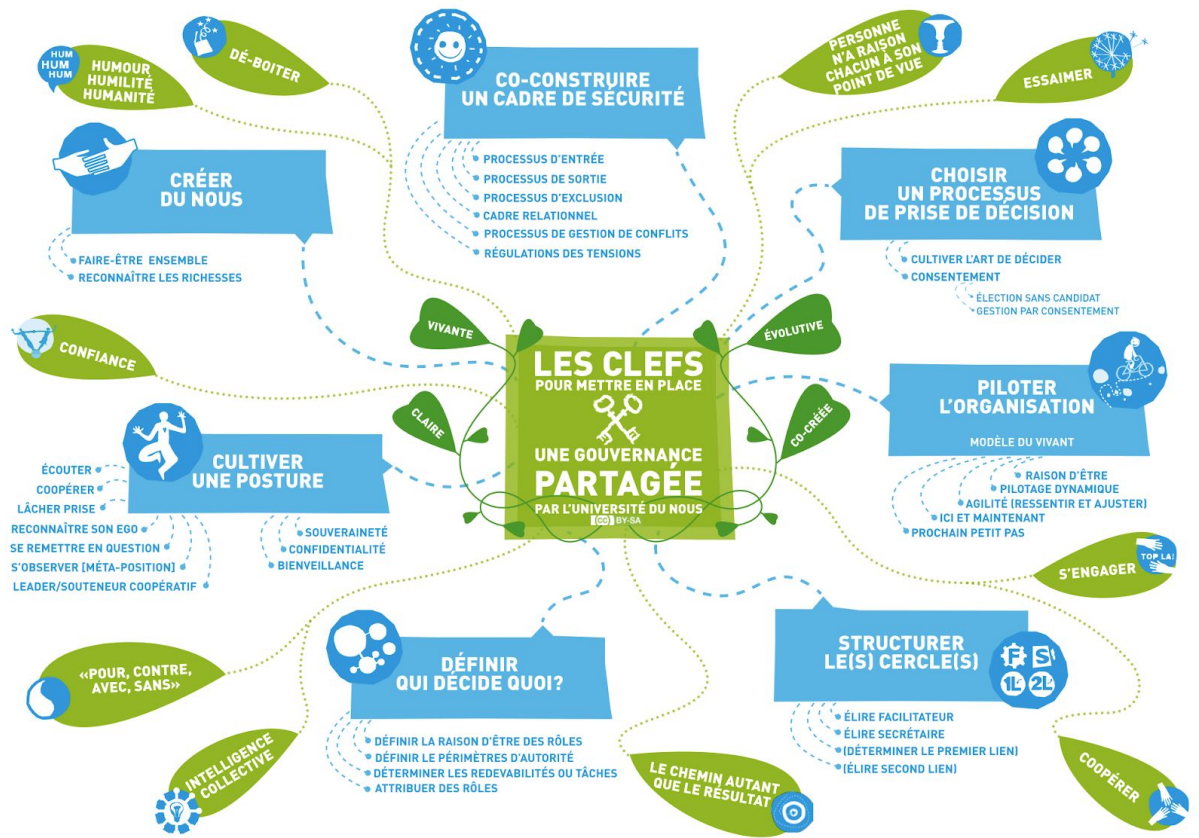 HUM
HUM
HUM
HUMOUR
HUMILITÉ
HUMANITÉ
DÉ-BOITER
CO-CONSTRUIRE
UN CADRE DE SÉCURITÉ
PROCESSUS D'ENTRÉE
PROCESSUS DE SORTIE
PROCESSUS D'EXCLUSION
CADRE RELATIONNEL
PROCESSUS DE GESTION DE CONFLITS
RÉGULATIONS DES TENSIONS
PERSONNE
N'A RAISON
CHACUN À SON
POINT DE VUE
ESSAIMER
CRÉER
DU NOUS
FAIRE-ÊTRE ENSEMBLE
RECONNAÎTRE LES RICHESSES
CHOISIR
UN PROCESSUS
DE PRISE DE DÉCISION
CULTIVER L'ART DE DÉCIDER
CONSENTEMENT
ÉLECTION SANS CANDIDAT
GESTION PAR CONSENTEMENT
CONFIANCE
VIVANTE
ÉVOLUTIVE
CLAIRE
CO-CRÉÉE
LES CLEFS
POUR METTRE EN PLACE
UNE GOUVERNANCE
PARTAGÉE
PAR L'UNIVERSITÉ DU NOUS
(CC) BY-SA
PILOTER
L'ORGANISATION
MODÈLE DU VIVANT
RAISON D'ÊTRE
PILOTAGE DYNAMIQUE
AGILITÉ (RESSENTIR ET AJUSTER)
ICI ET MAINTENANT
PROCHAIN PETIT PAS
CULTIVER
UNE POSTURE
ÉCOUTER
COOPÉRER
LÂCHER PRISE
RECONNAÎTRE SON EGO
SE REMETTRE EN QUESTION
S'OBSERVER [MÉTA-POSITION]
LEADER/SOUTENEUR COOPÉRATIF
SOUVERAINETÉ
CONFIDENTIALITÉ
BIENVEILLANCE
S'ENGAGER
TOP LA!
«POUR, CONTRE,
AVEC, SANS»
DÉFINIR
QUI DÉCIDE QUOI?
DÉFINIR LA RAISON D'ÊTRE DES RÔLES
DÉFINIR LE PÉRIMÈTRES D'AUTORITÉ
DÉTERMINER LES REDEVABILITÉS OU TÂCHES
ATTRIBUER DES RÔLES
STRUCTURER
LE(S) CERCLE(S)
F S
1L 2L
ÉLIRE FACILITATEUR
ÉLIRE SECRÉTAIRE
(DÉTERMINER LE PREMIER LIEN)
(ÉLIRE SECOND LIEN)
INTELLIGENCE
COLLECTIVE
LE CHEMIN AUTANT
QUE LE RÉSULTAT
COOPÉRER